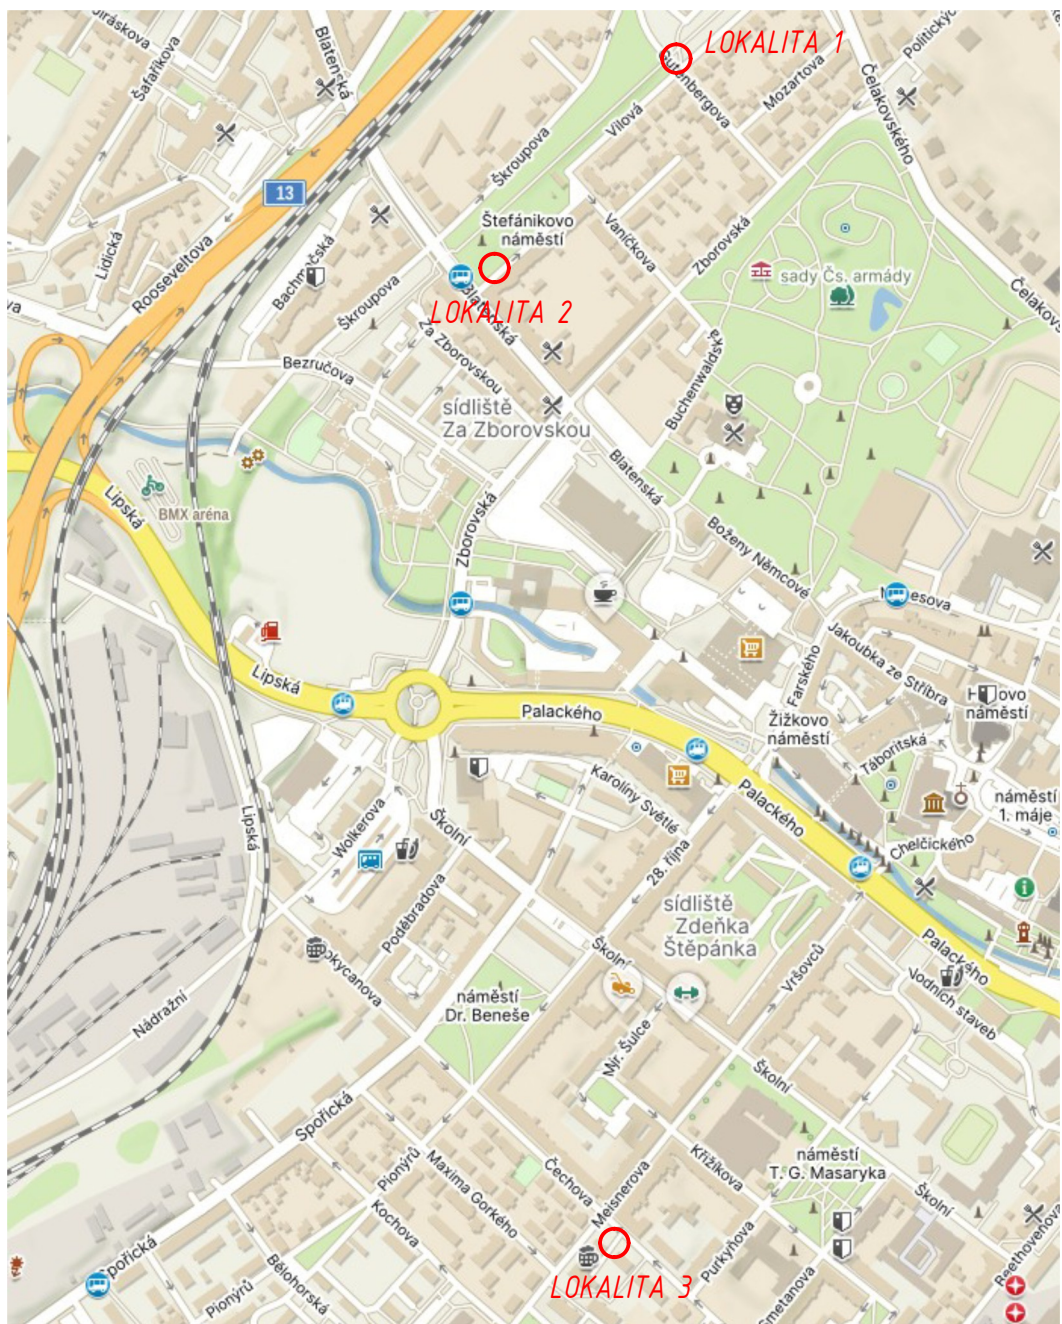 Jiráskova
Šafaříkova
Blatenská
LOKALITA 1
Politických
Gutenbergova
Mozartova
Čelakovského
Vilová
Škroupova
13
Štefánikovo
náměstí
Vaníčkova
Zborovská
Lidická
Rooseveltova
Bachmačská
sady Čs. armády
Čelakovs
LOKALITA 2
Škroupova
Za Zborovskou
Bezručova
Buchenwaldská
sídliště
Za Zborovskou
Blatenská
Lipská
BMX aréna
Zborovská
Boženy Němcové
Jakoubka ze Stříbra
Farského
Lipská
Palackého
Žižkovo
náměstí
náměstí
Táboritská
Karoliny Světlé
Palackého
náměstí
1. máje
Lipská
Wolkerova
Školní
Chelčického
28. října
sídliště
Zdeňka
Štěpánka
Poděbradova
Školní
Palackého
Vršovců
Vodních staveb
náměstí
Dr. Beneše
Nádražní
Mjr. Šulce
Školní
Spořická
Pionýrů
Maxima Gorkého
Čechova
Meisnerova
Křižíkova
náměstí
T. G. Masaryka
Školní
Kochova
Purkyňova
Beethovenova
Spořická
Bělohorská
Pionýrů
LOKALITA 3
Smetanova